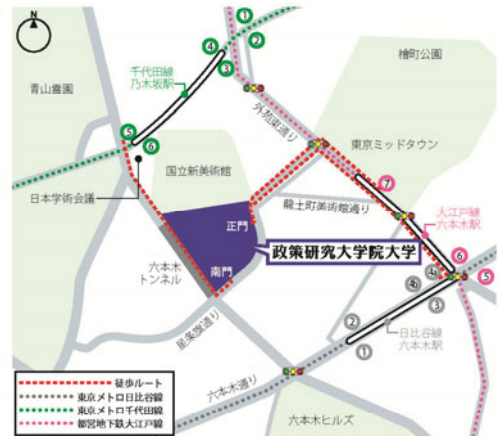 N
①
②
④
③
檜町公園
千代田線
乃木坂駅
青山霊園
外苑東通り
⑤
⑥
東京ミッドタウン
国立新美術館
日本学術会議
⑦
龍土町美術館通り
大江戸線
六本木駅
正門
政策研究大学院大学
六本木
トンネル
南門
⑥
⑤
4a
4b
③
星条旗通り
②
①
日比谷線
六本木駅
六本木通り
徒歩ルート
東京メトロ日比谷線
東京メトロ千代田線
都営地下鉄大江戸線
六本木ヒルズ